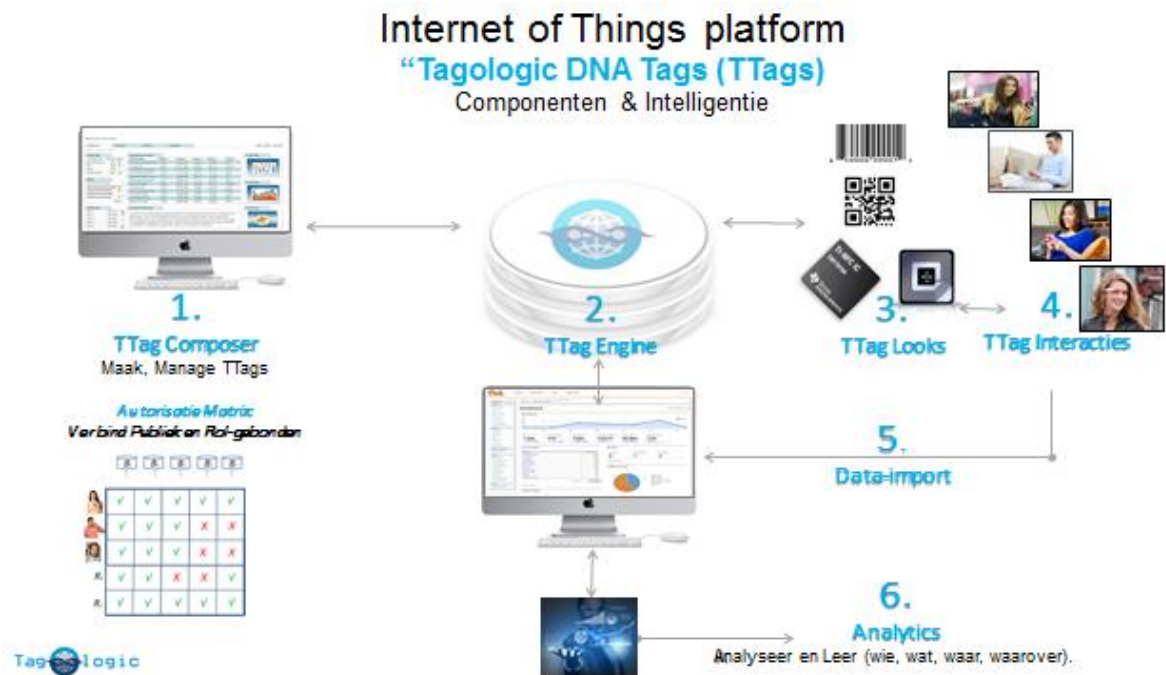 Internet of Things platform
“Tagologic DNA Tags (TTags)
Componenten & Intelligentie
1.
TTag Composer
Maak, Manage TTags
2.
TTag Engine
3.
TTag Looks
4.
TTag Interacties
Autorisatie Matrix
Verbind Publiek en Rol-gebonden
5.
Data-import
6.
Analytics
Analyseer en Leer (wie, wat, waar, waarover).
Tagologic